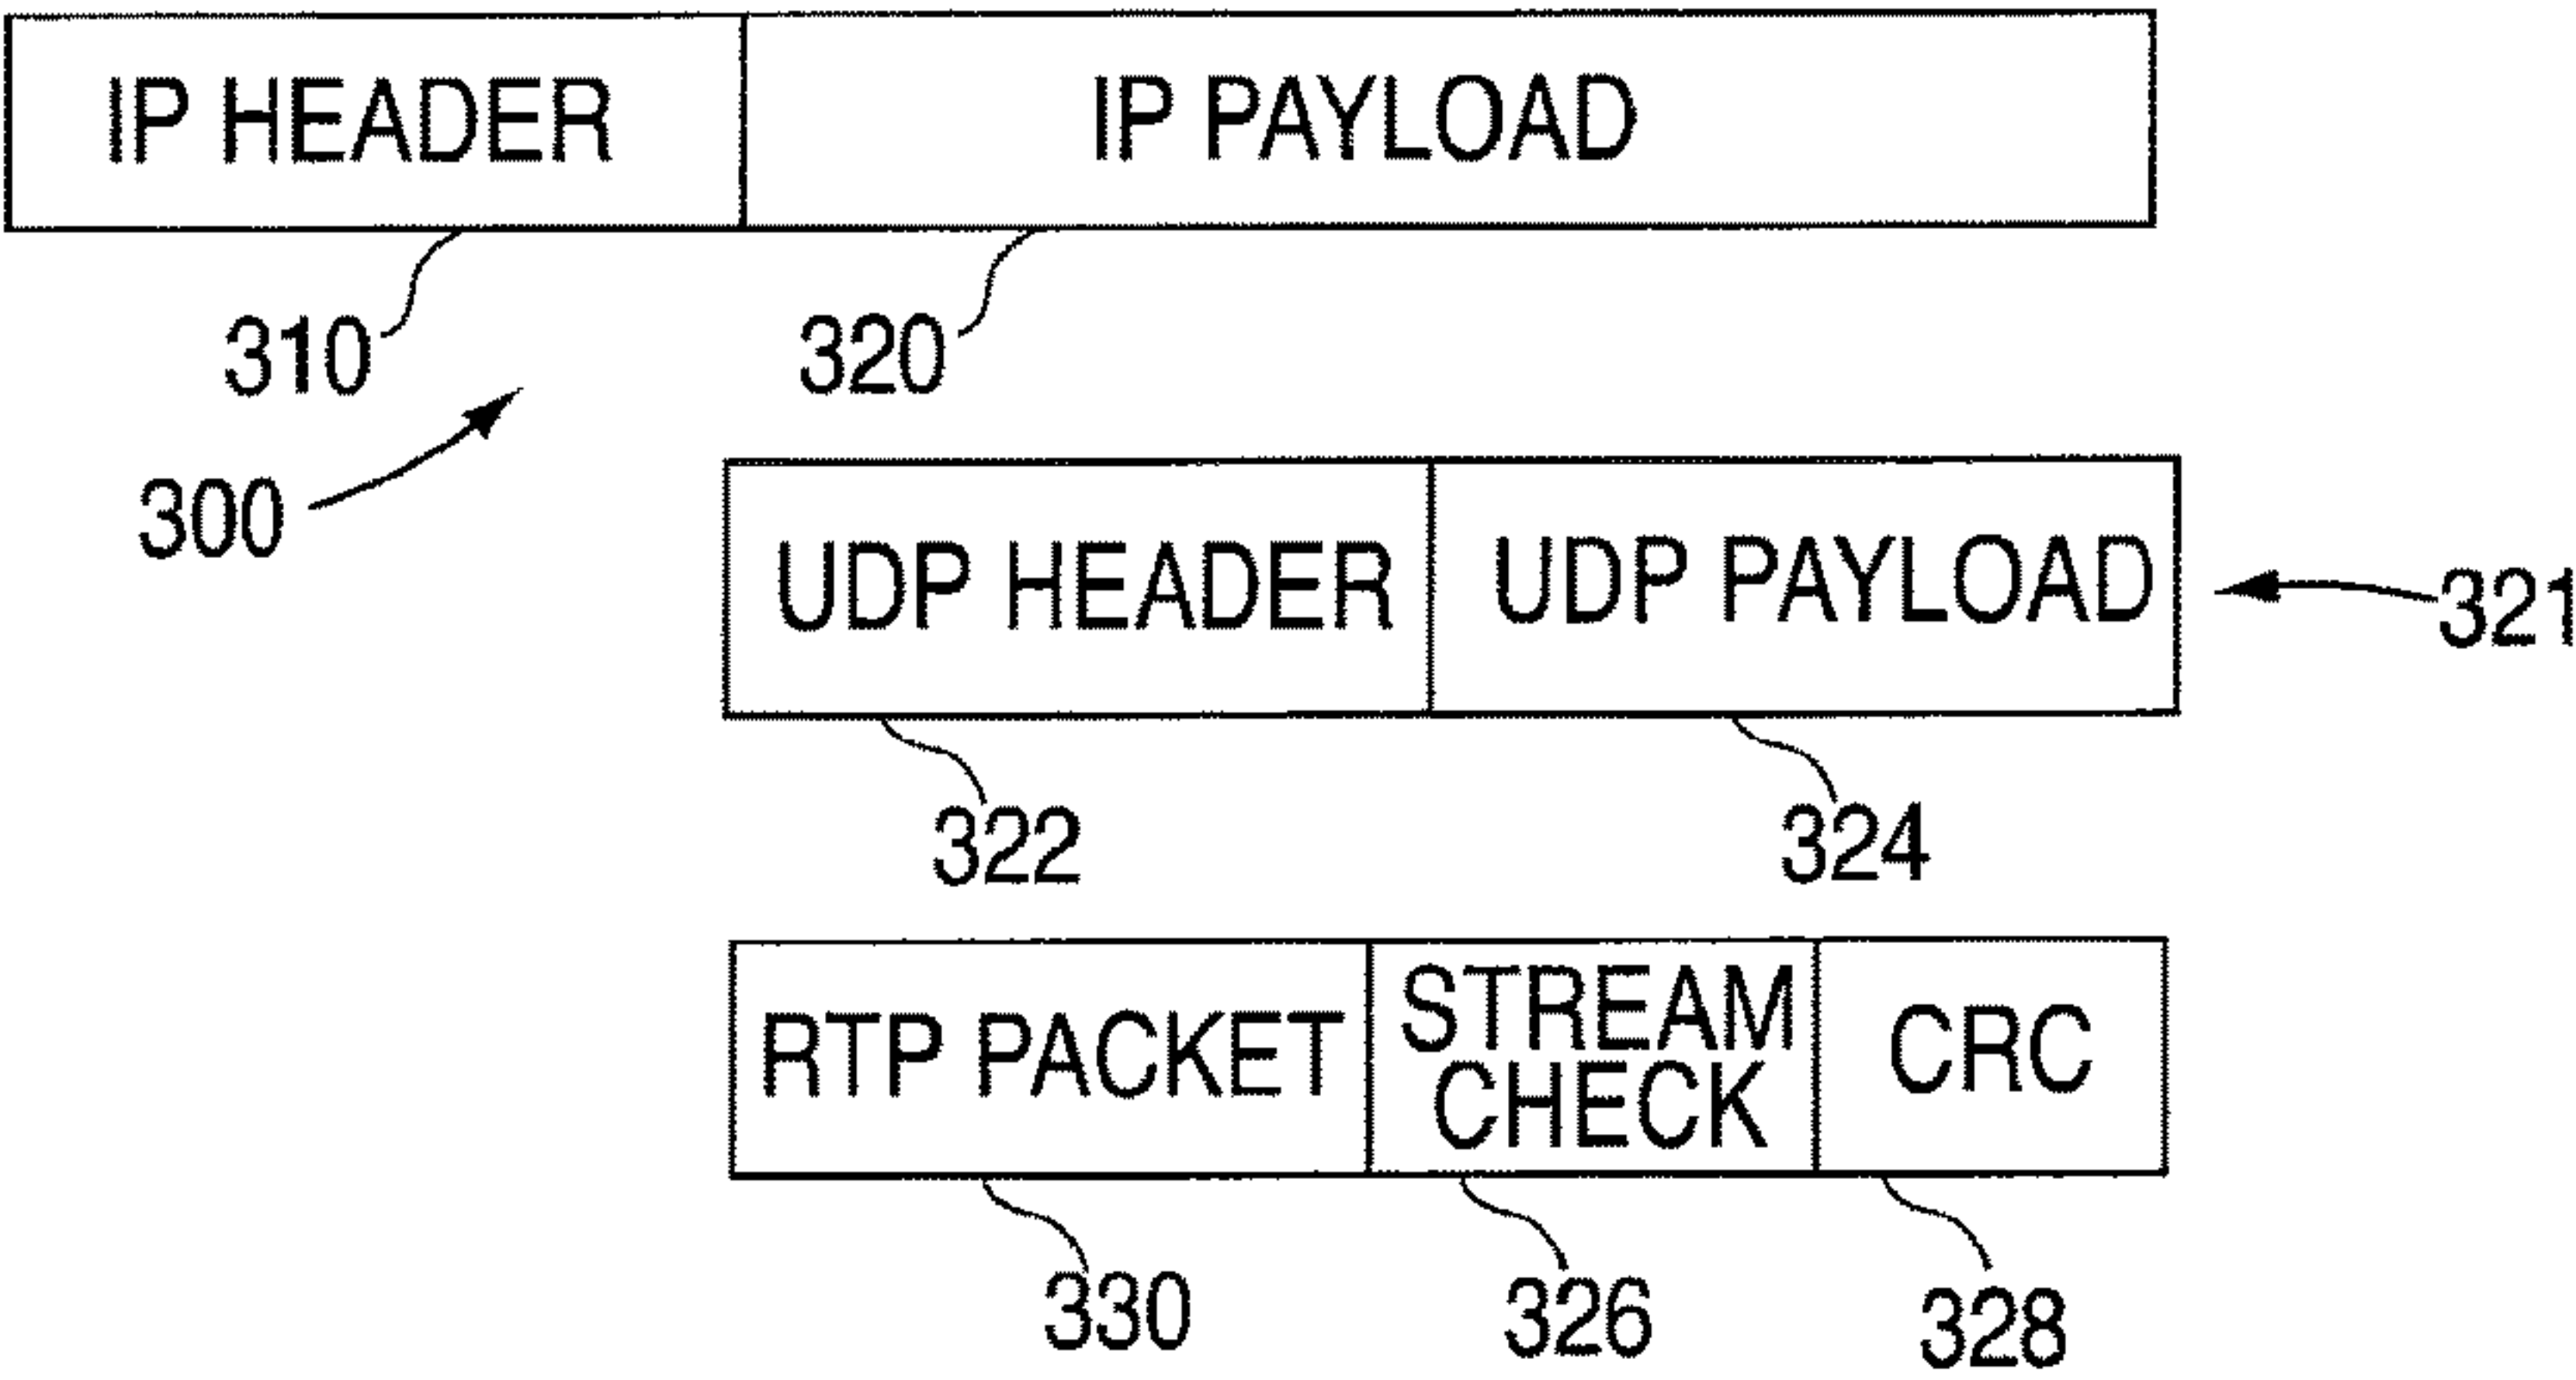 IP HEADER IP PAYLOAD
310 320
300
UDP HEADER UDP PAYLOAD
321
322 324
RTP PACKET STREAM CHECK CRC
330 326 328